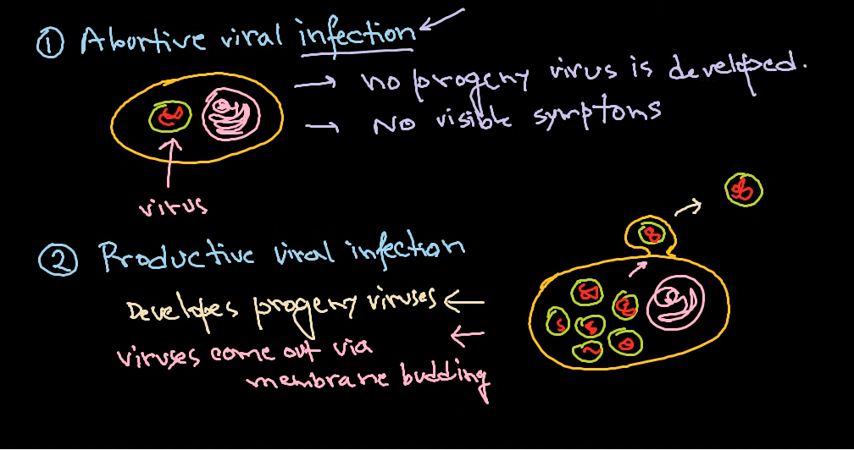 ① Abortive viral infection
→ no progeny virus is developed.
→ No visible symptoms
virus
② Productive viral infection
Developes progeny viruses ←
viruses come out via ←
membrane budding